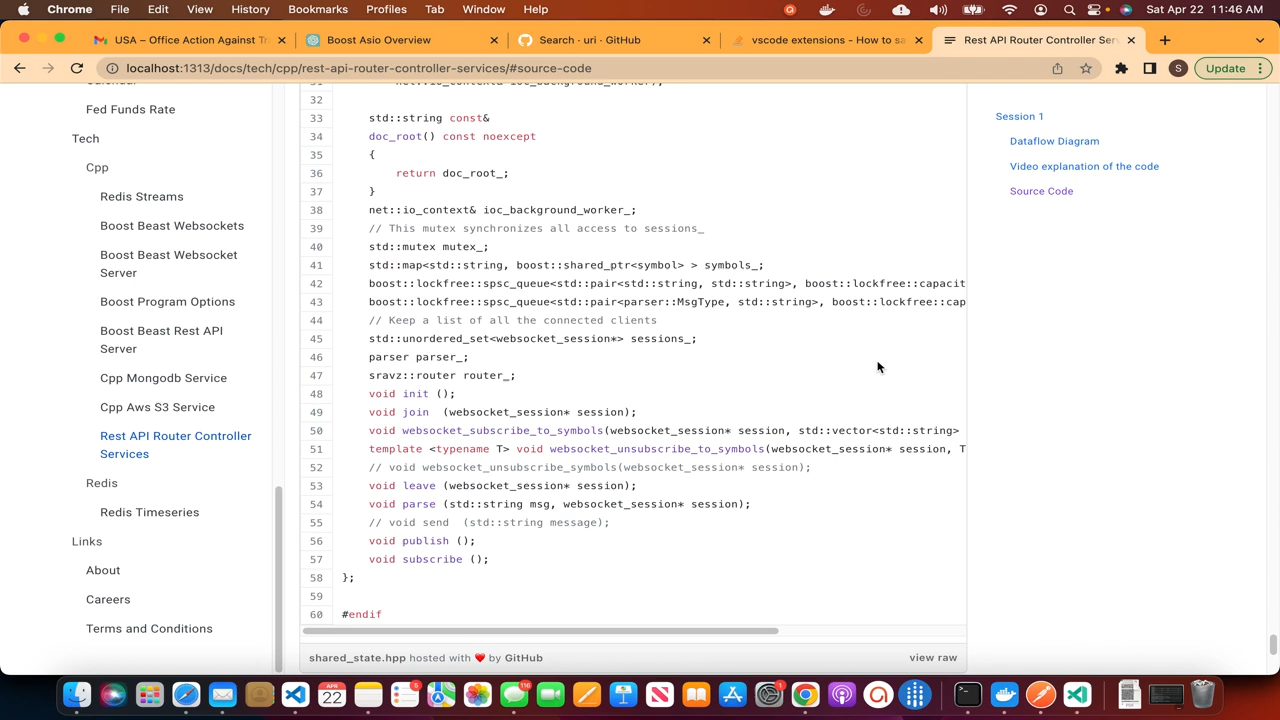 Chrome File Edit View History Bookmarks Profiles Tab Window Help Sat Apr 22 11:46 AM
USA – Office Action Against Tr
Boost Asio Overview
Search · uri · GitHub
vscode extensions - How to sa
Rest API Router Controller Ser
localhost:1313/docs/tech/cpp/rest-api-router-controller-services/#source-code
S
Update
Fed Funds Rate
Tech
Cpp
Redis Streams
Boost Beast Websockets
Boost Beast Websocket
Server
Boost Program Options
Boost Beast Rest API
Server
Cpp Mongodb Service
Cpp Aws S3 Service
Rest API Router Controller
Services
Redis
Redis Timeseries
Links
About
Careers
Terms and Conditions
31 net::io_context& ioc_background_worker);
32
33 std::string const&
34 doc_root() const noexcept
35 {
36 return doc_root_;
37 }
38 net::io_context& ioc_background_worker_;
39 // This mutex synchronizes all access to sessions_
40 std::mutex mutex_;
41 std::map<std::string, boost::shared_ptr<symbol> > symbols_;
42 boost::lockfree::spsc_queue<std::pair<std::string, std::string>, boost::lockfree::capacit
43 boost::lockfree::spsc_queue<std::pair<parser::MsgType, std::string>, boost::lockfree::cap
44 // Keep a list of all the connected clients
45 std::unordered_set<websocket_session*> sessions_;
46 parser parser_;
47 sravz::router router_;
48 void init ();
49 void join (websocket_session* session);
50 void websocket_subscribe_to_symbols(websocket_session* session, std::vector<std::string>
51 template <typename T> void websocket_unsubscribe_to_symbols(websocket_session* session, T
52 // void websocket_unsubscribe_symbols(websocket_session* session);
53 void leave (websocket_session* session);
54 void parse (std::string msg, websocket_session* session);
55 // void send (std::string message);
56 void publish ();
57 void subscribe ();
58 };
59
60 #endif
shared_state.hpp hosted with ❤ by GitHub
view raw
Session 1
Dataflow Diagram
Video explanation of the code
Source Code